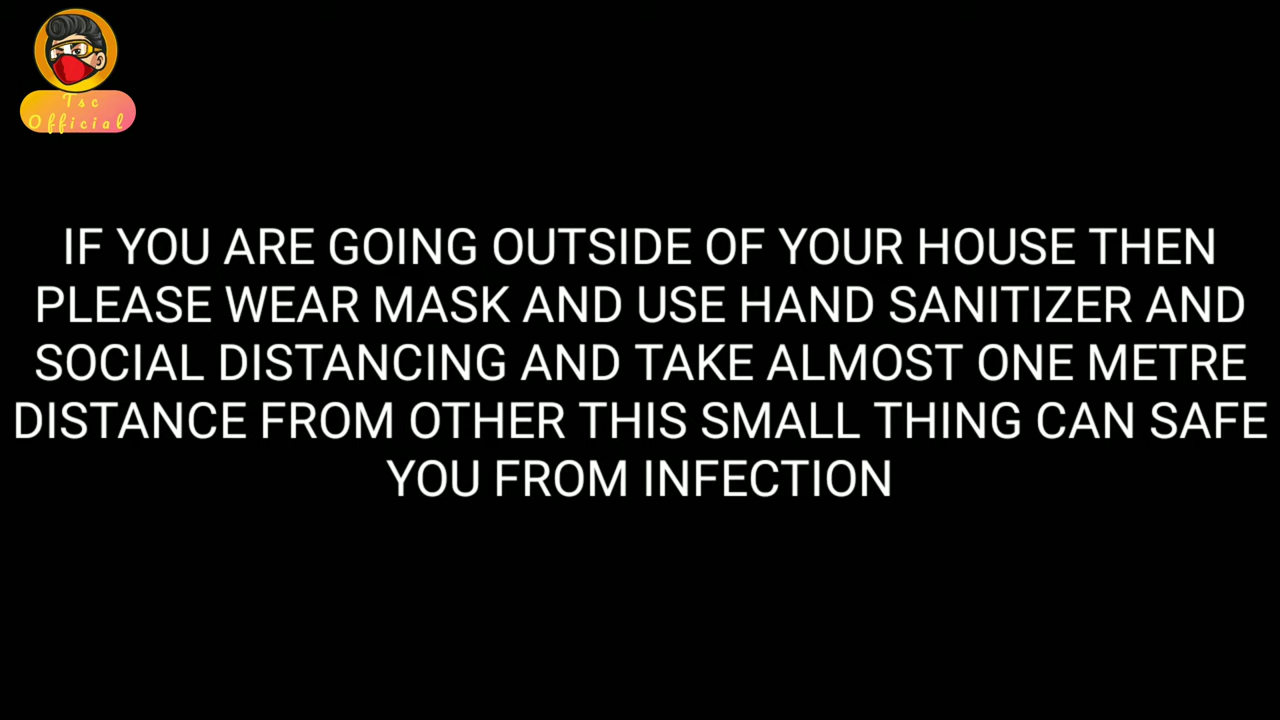 Tsc
Official
IF YOU ARE GOING OUTSIDE OF YOUR HOUSE THEN
PLEASE WEAR MASK AND USE HAND SANITIZER AND
SOCIAL DISTANCING AND TAKE ALMOST ONE METRE
DISTANCE FROM OTHER THIS SMALL THING CAN SAFE
YOU FROM INFECTION